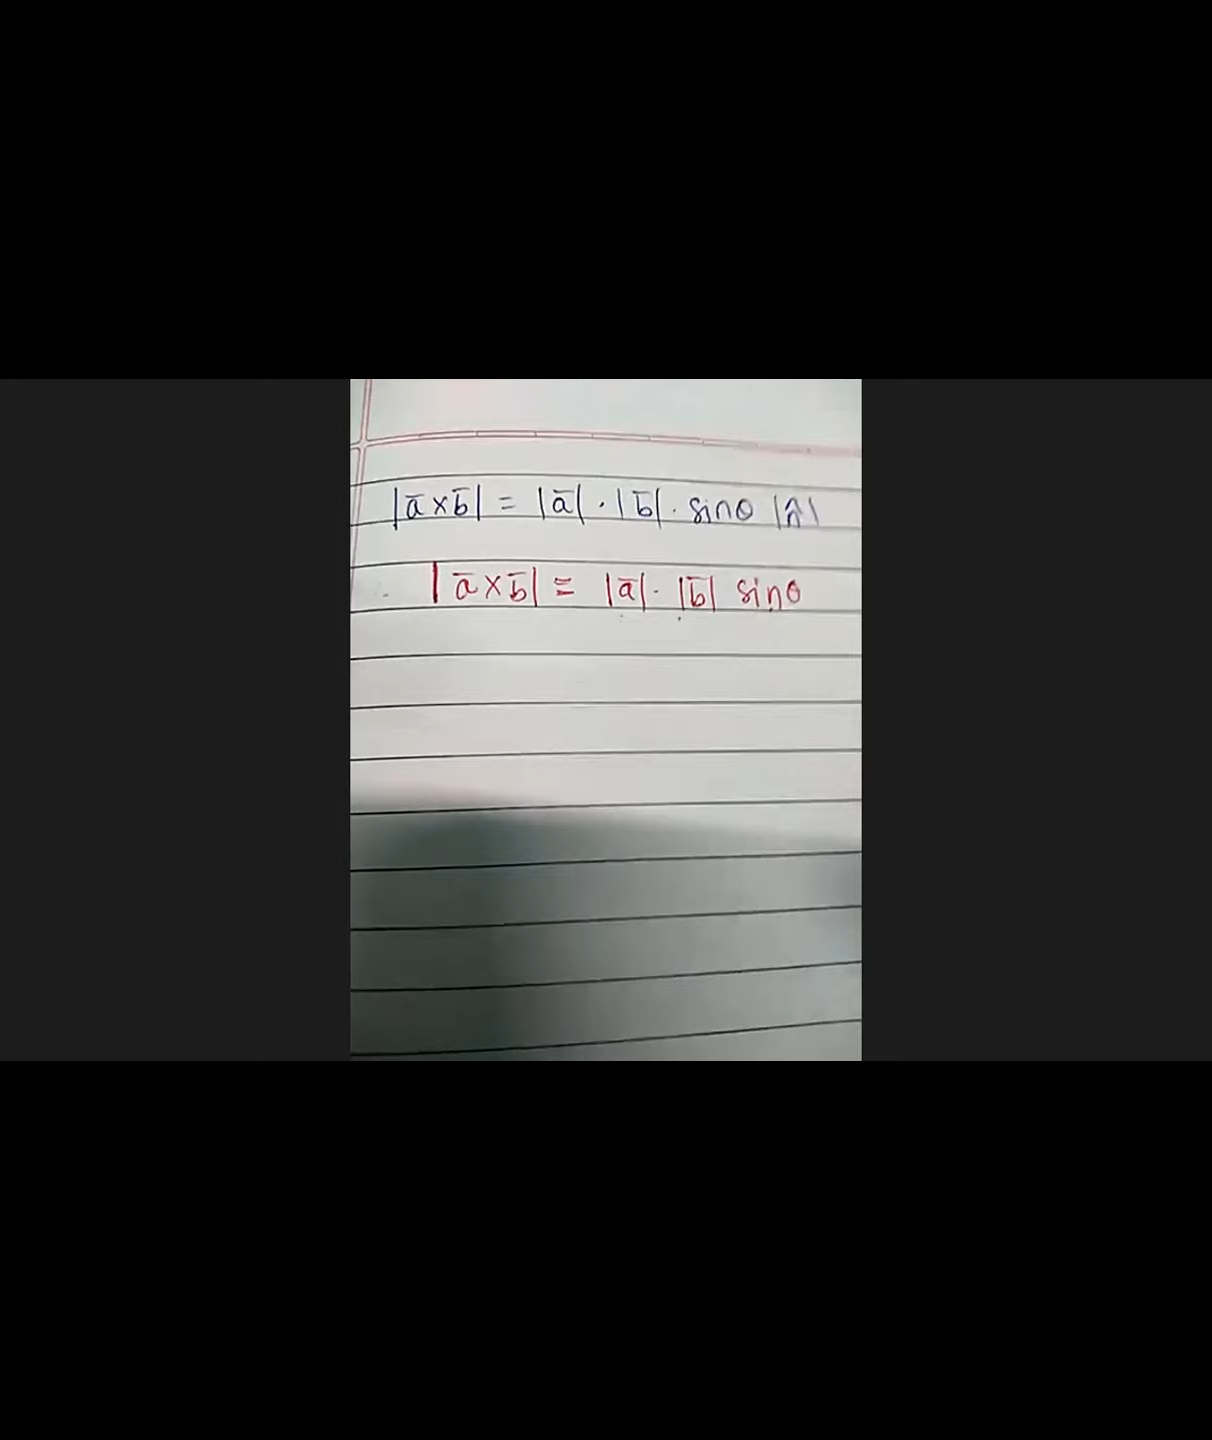 |a̅ × b̅| = |a̅| · |b̅| · sinθ |n̂|
|a̅ × b̅| = |a̅| · |b̅| sinθ